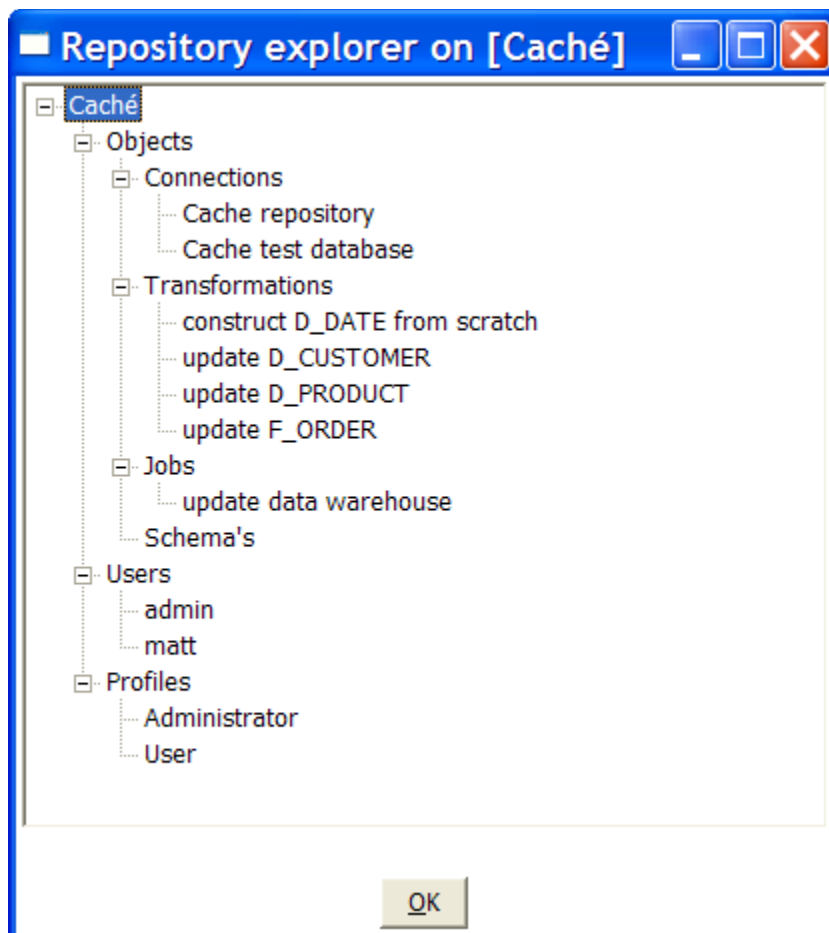 Repository explorer on [Caché]
Caché
Objects
Connections
Cache repository
Cache test database
Transformations
construct D_DATE from scratch
update D_CUSTOMER
update D_PRODUCT
update F_ORDER
Jobs
update data warehouse
Schema's
Users
admin
matt
Profiles
Administrator
User
OK